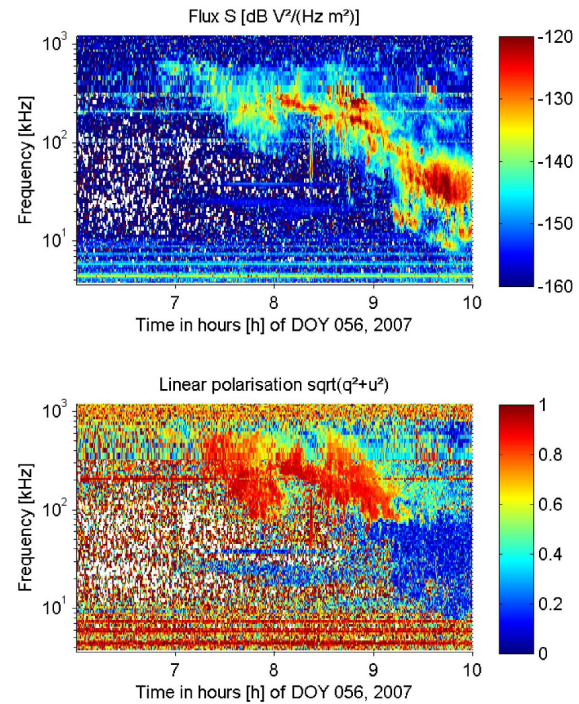 Flux S [dB V²/(Hz m²)]
10³
10²
10¹
Frequency [kHz]
7 8 9 10
Time in hours [h] of DOY 056, 2007
-120
-130
-140
-150
-160
Linear polarisation sqrt(q²+u²)
10³
10²
10¹
Frequency [kHz]
7 8 9 10
Time in hours [h] of DOY 056, 2007
1
0.8
0.6
0.4
0.2
0